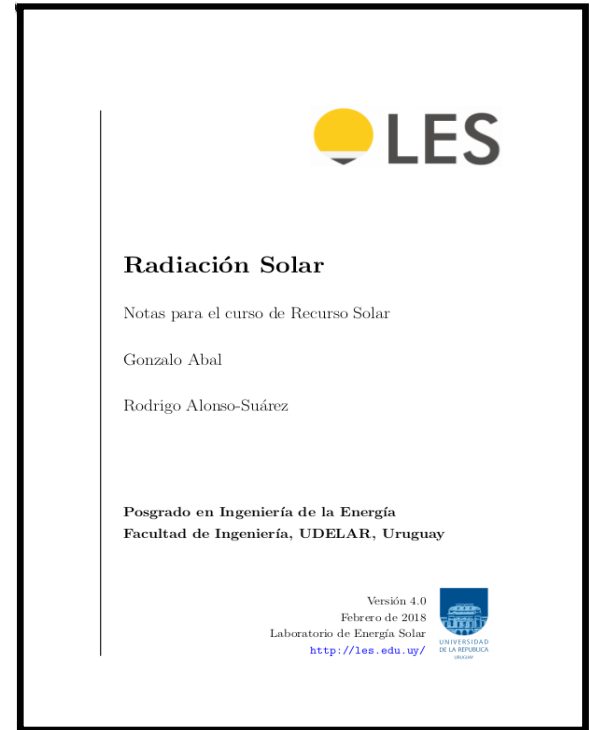 LES
Radiación Solar
Notas para el curso de Recurso Solar
Gonzalo Abal
Rodrigo Alonso-Suárez
Posgrado en Ingeniería de la Energía
Facultad de Ingeniería, UDELAR, Uruguay
Versión 4.0
Febrero de 2018
Laboratorio de Energía Solar
http://les.edu.uy/
UNIVERSIDAD
DE LA REPÚBLICA
URUGUAY